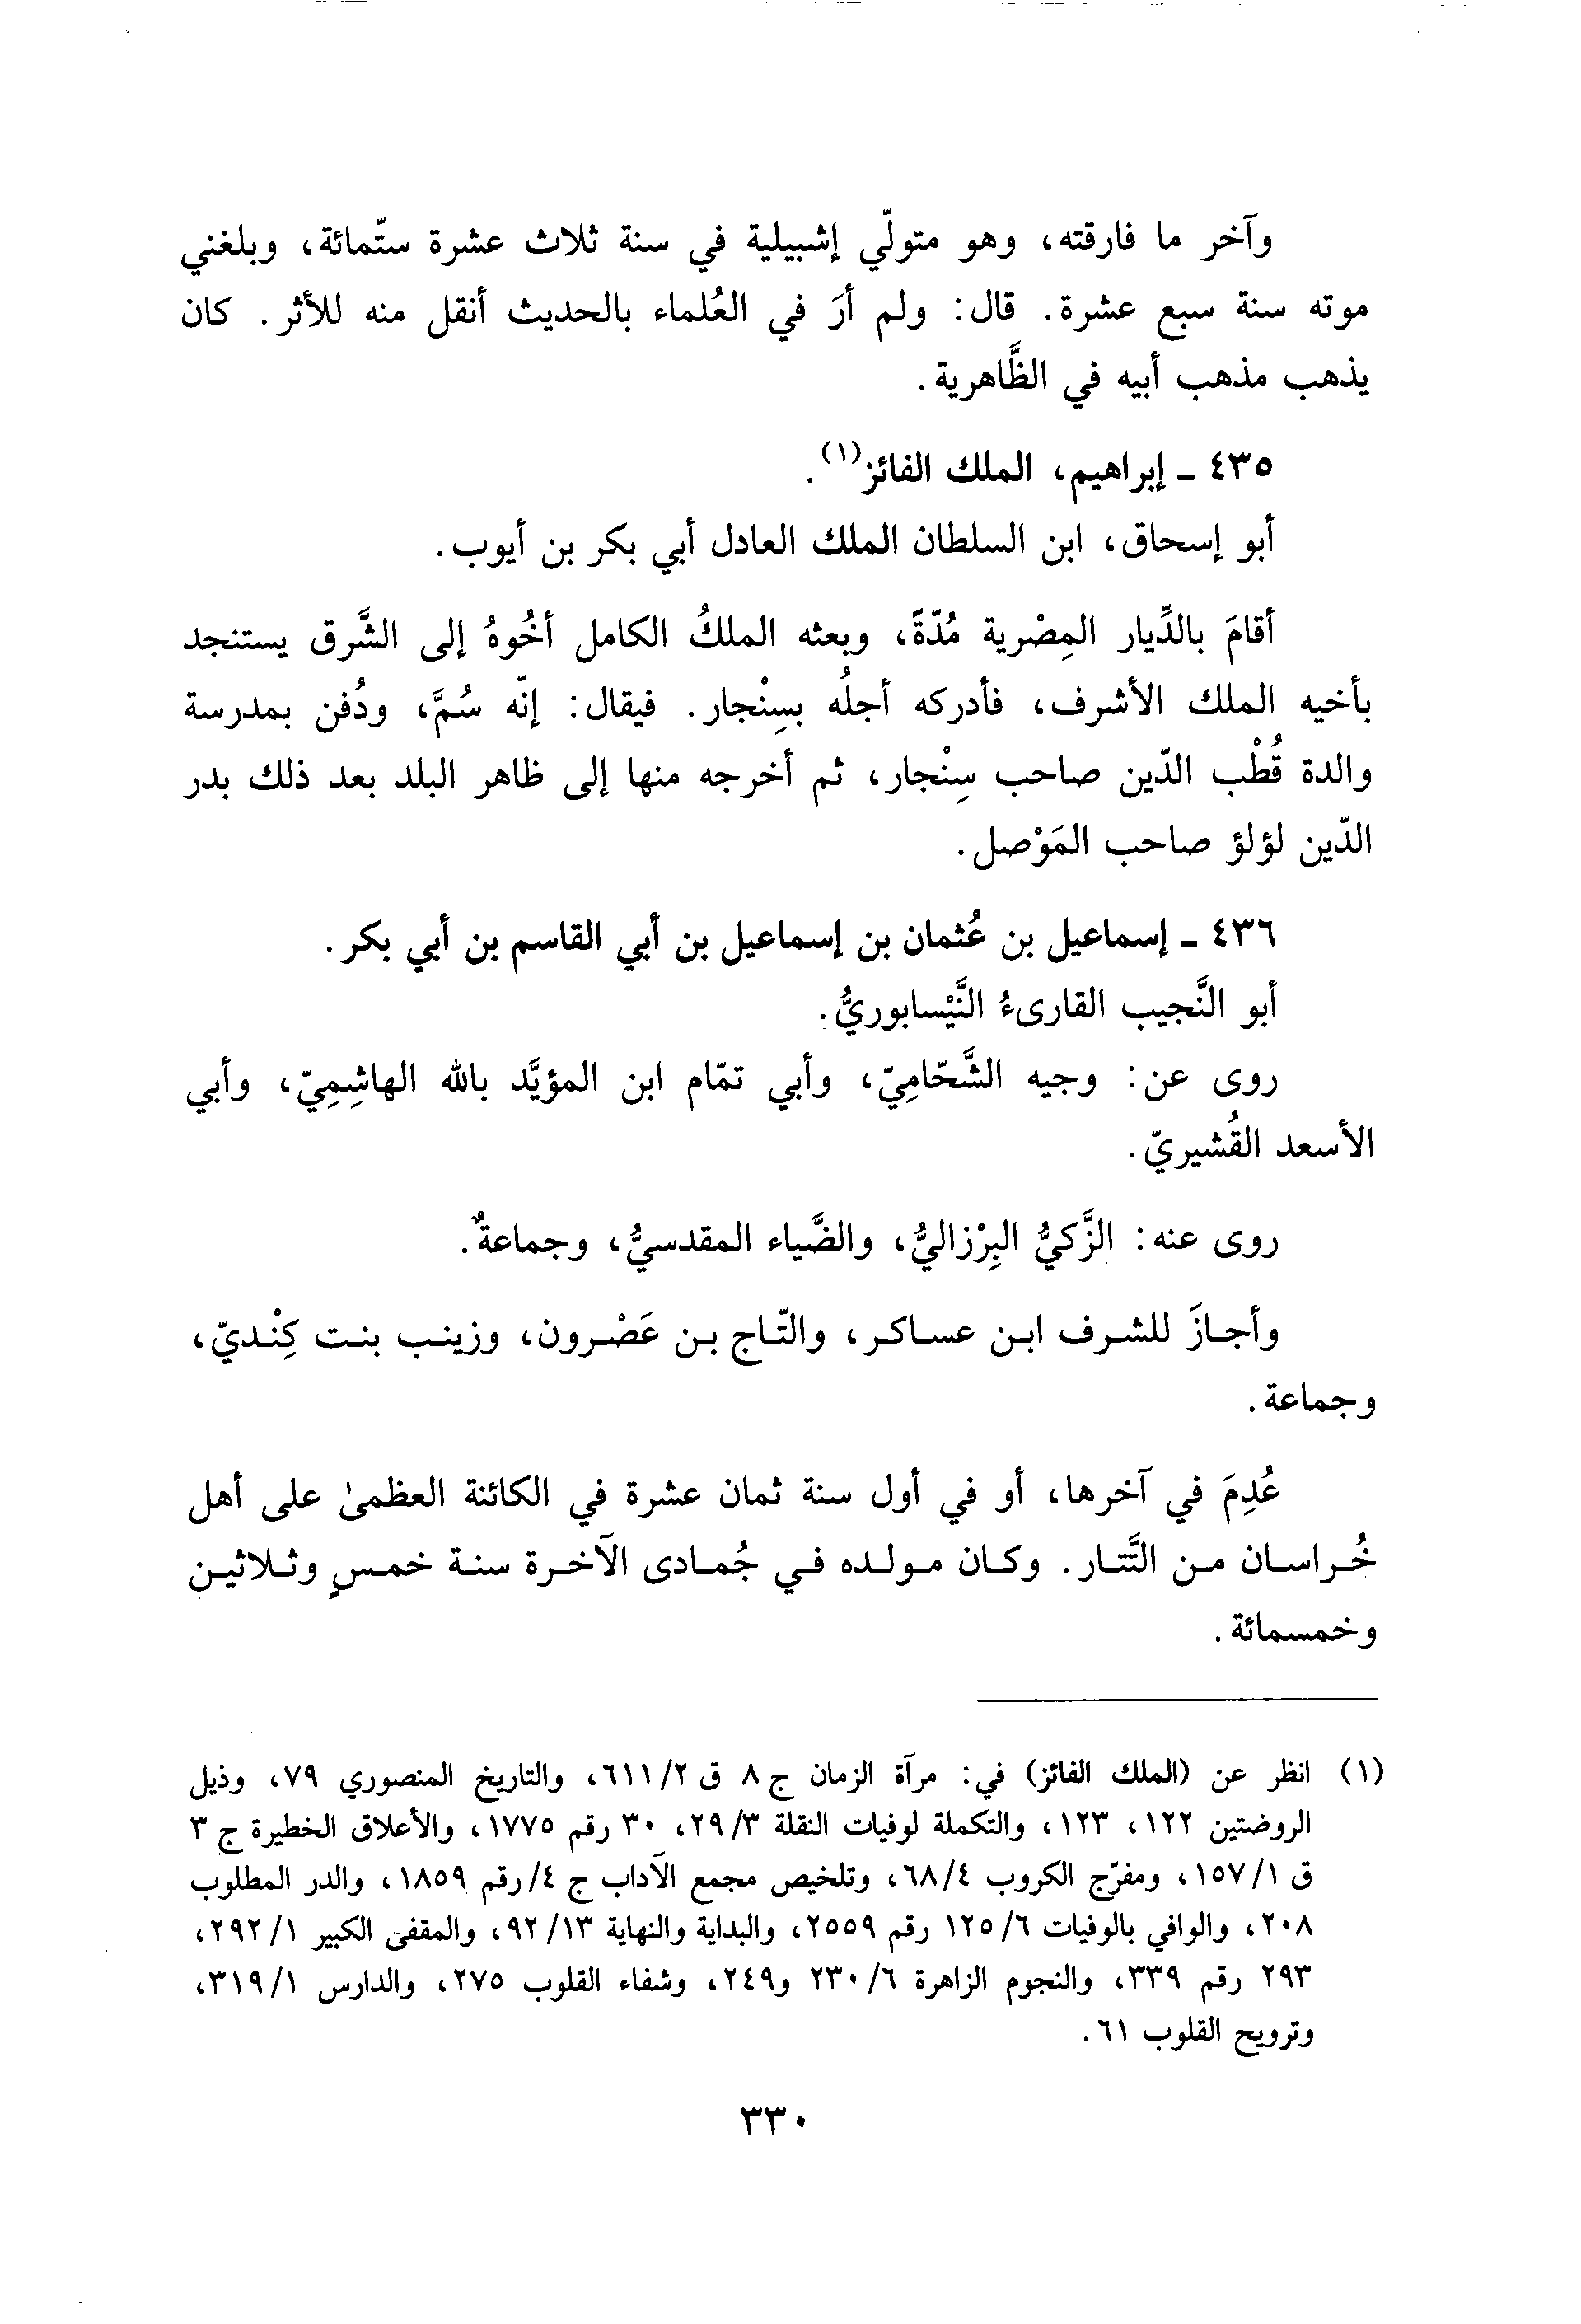 وآخر ما فارقته، وهو متولّي إشبيلية في سنة ثلاث عشرة ستّمائة، وبلغني
موته سنة سبع عشرة. قال: ولم أرَ في العُلماء بالحديث أنقل منه للأثر. كان
يذهب مذهب أبيه في الظَّاهرية.
٤٣٥ ـ إبراهيم، الملك الفائز(١).
أبو إسحاق، ابن السلطان الملك العادل أبي بكر بن أيوب.
أقامَ بالدِّيار المِصْرية مُدّةً، وبعثه الملكُ الكامل أخُوهُ إلى الشَّرق يستنجد
بأخيه الملك الأشرف، فأدركه أجلُه بسِنْجار. فيقال: إنّه سُمَّ، ودُفن بمدرسة
والدة قُطْب الدّين صاحب سِنْجار، ثم أخرجه منها إلى ظاهر البلد بعد ذلك بدر
الدّين لؤلؤ صاحب المَوْصل.
٤٣٦ ـ إسماعيل بن عُثمان بن إسماعيل بن أبي القاسم بن أبي بكر.
أبو النَّجيب القارىءُ النَّيْسابوريُّ.
روى عن: وجيه الشَّحّامِيّ، وأبي تمّام ابن المؤيَّد بالله الهاشِمِيّ، وأبي
الأسعد القُشيريّ.
روى عنه: الزَّكيُّ البِرْزاليُّ، والضَّياء المقدسيُّ، وجماعةٌ.
وأجازَ للشرف ابن عساكر، والتّاج بن عَصْرون، وزينب بنت كِنْديّ،
وجماعة.
عُدِمَ في آخرها، أو في أول سنة ثمان عشرة في الكائنة العظمىٰ على أهل
خُراسان من التَّتار. وكان مولده في جُمادى الآخرة سنة خمسٍ وثلاثين
وخمسمائة.
(١) انظر عن (الملك الفائز) في: مرآة الزمان ج ٨ ق ٢/ ٦١١، والتاريخ المنصوري ٧٩، وذيل
الروضتين ١٢٢، ١٢٣، والتكملة لوفيات النقلة ٣/ ٢٩، ٣٠ رقم ١٧٧٥، والأعلاق الخطيرة ج ٣
ق ١/ ١٥٧، ومفرّج الكروب ٤/ ٦٨، وتلخيص مجمع الآداب ج ٤/ رقم ١٨٥٩، والدر المطلوب
٢٠٨، والوافي بالوفيات ٦/ ١٢٥ رقم ٢٥٥٩، والبداية والنهاية ١٣/ ٩٢، والمقفى الكبير ١/ ٢٩٢،
٢٩٣ رقم ٣٣٩، والنجوم الزاهرة ٦/ ٢٣٠ و٢٤٩، وشفاء القلوب ٢٧٥، والدارس ١/ ٣١٩،
وترويح القلوب ٦١.
٣٣٠